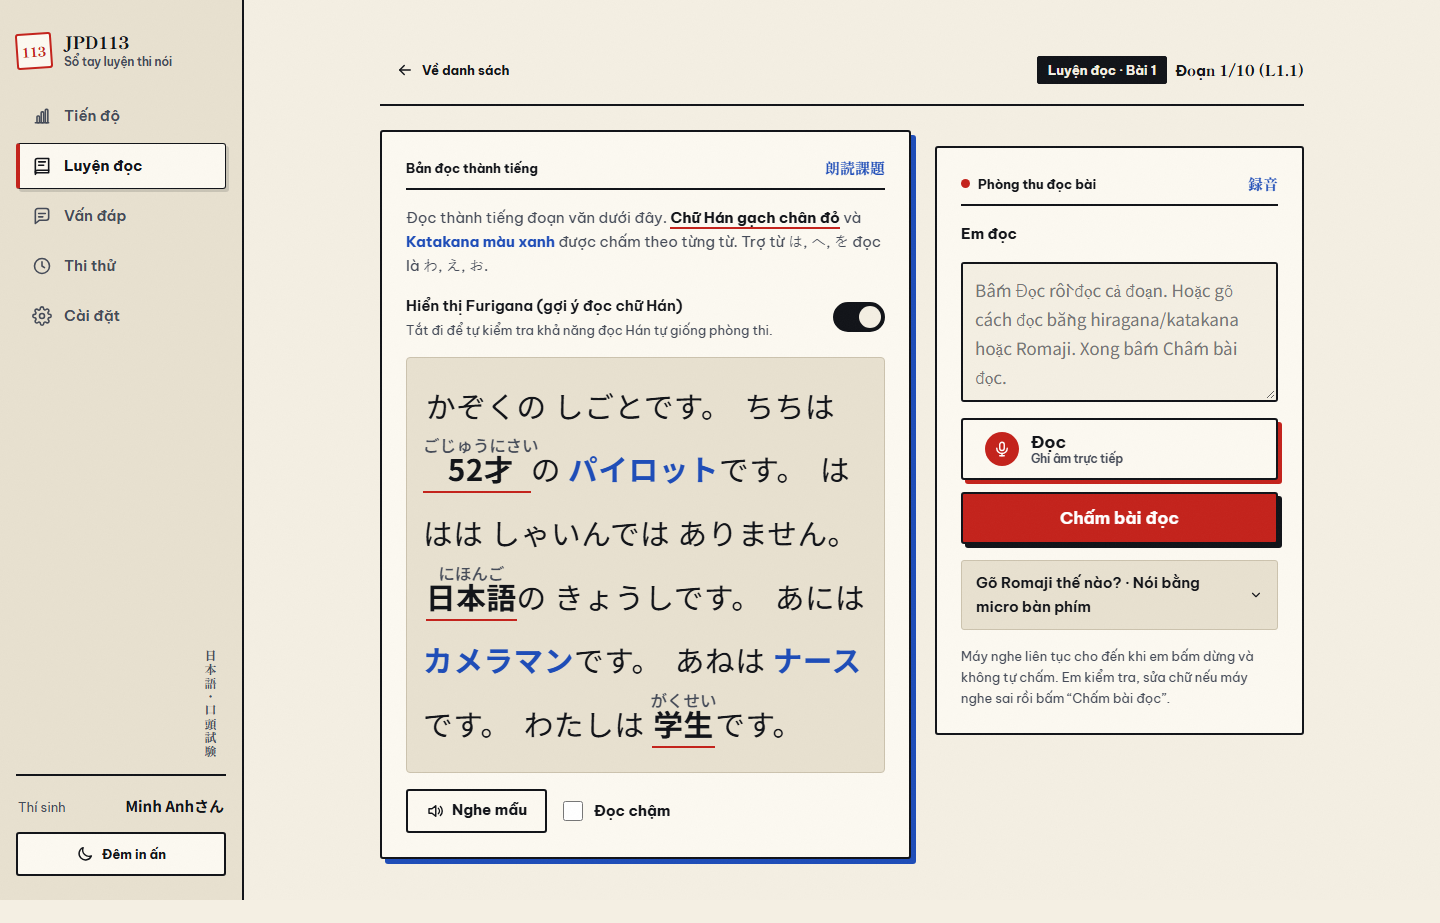 113
JPD113
Sổ tay luyện thi nói
Tiến độ
Luyện đọc
Vấn đáp
Thi thử
Cài đặt
日本語・口頭試験
Thí sinh
Minh Anhさん
Đêm in ấn
Về danh sách
Luyện đọc · Bài 1
Đoạn 1/10 (L1.1)
Bản đọc thành tiếng
朗読課題
Đọc thành tiếng đoạn văn dưới đây. Chữ Hán gạch chân đỏ và
Katakana màu xanh được chấm theo từng từ. Trợ từ は, へ, を đọc
là わ, え, お.
Hiển thị Furigana (gợi ý đọc chữ Hán)
Tắt đi để tự kiểm tra khả năng đọc Hán tự giống phòng thi.
かぞくの しごとです。 ちちは
ごじゅうにさい
52才の パイロットです。 は
はは しゃいんでは ありません。
にほんご
日本語の きょうしです。 あには
カメラマンです。 あねは ナース
がくせい
です。 わたしは 学生です。
Nghe mẫu
Đọc chậm
Phòng thu đọc bài
録音
Em đọc
Bấm Đọc rồi đọc cả đoạn. Hoặc gõ
cách đọc bằng hiragana/katakana
hoặc Romaji. Xong bấm Chấm bài
đọc.
Đọc
Ghi âm trực tiếp
Chấm bài đọc
Gõ Romaji thế nào? · Nói bằng
micro bàn phím
Máy nghe liên tục cho đến khi em bấm dừng và
không tự chấm. Em kiểm tra, sửa chữ nếu máy
nghe sai rồi bấm “Chấm bài đọc”.